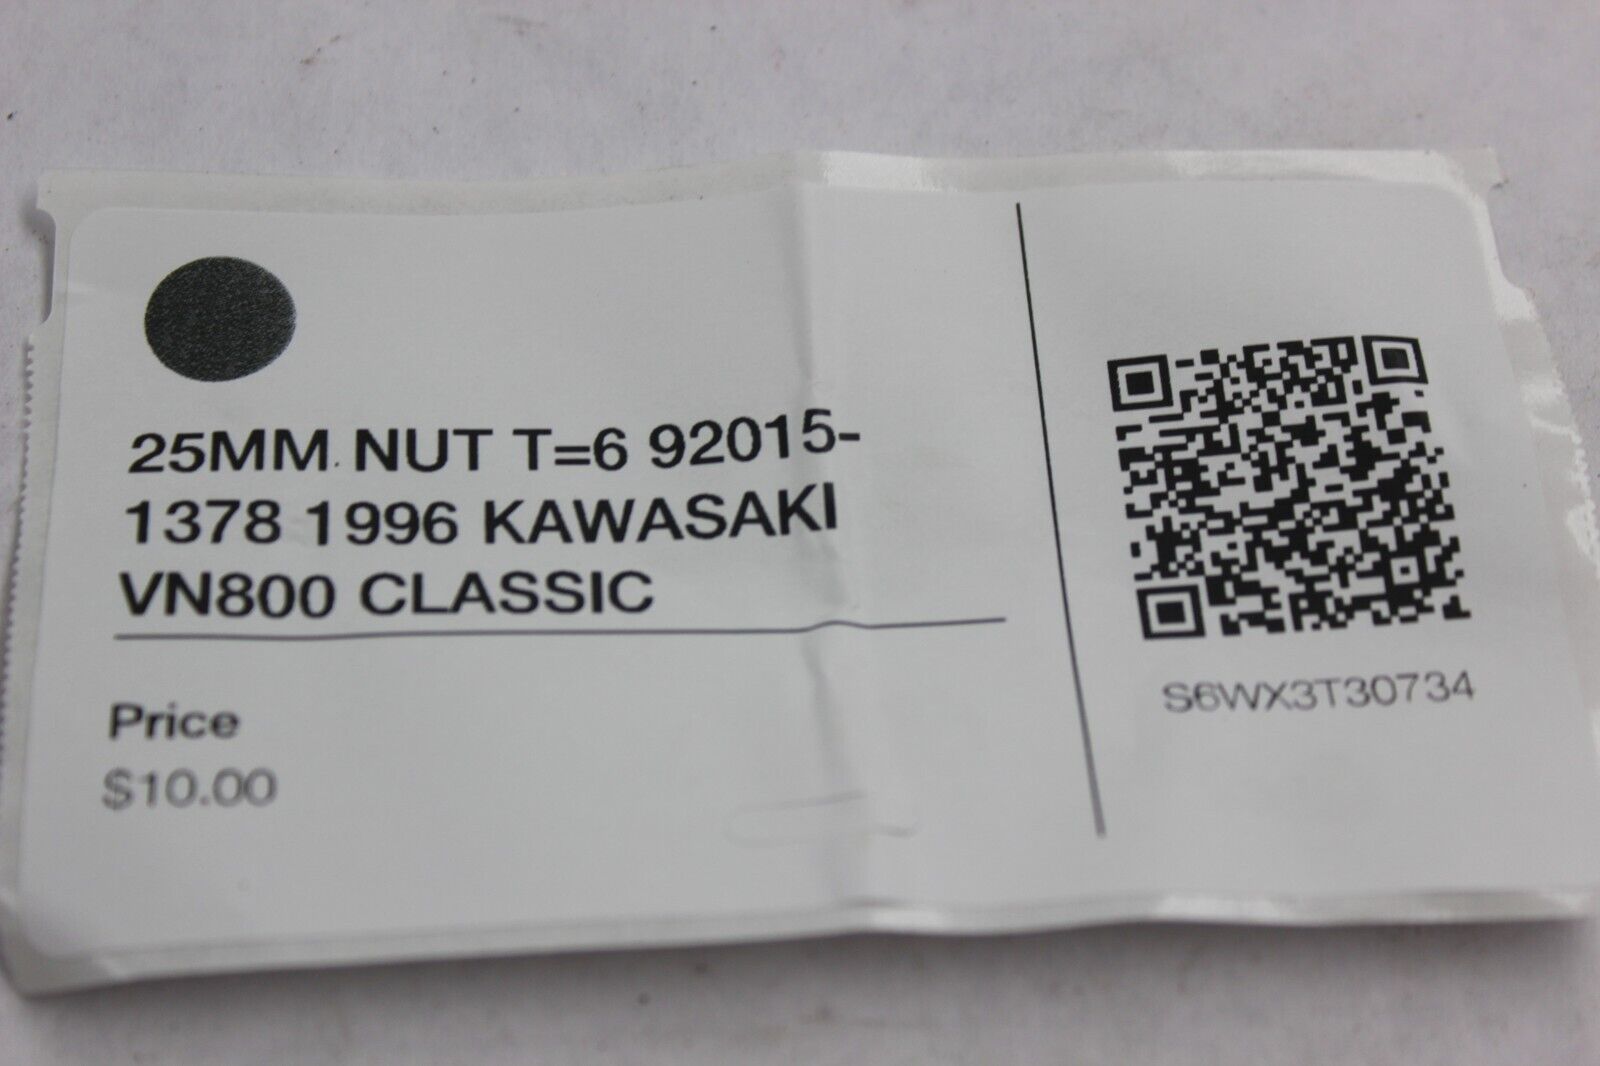 25MM NUT T=6 92015-
1378 1996 KAWASAKI
VN800 CLASSIC
Price
$10.00
S6WX3T30734